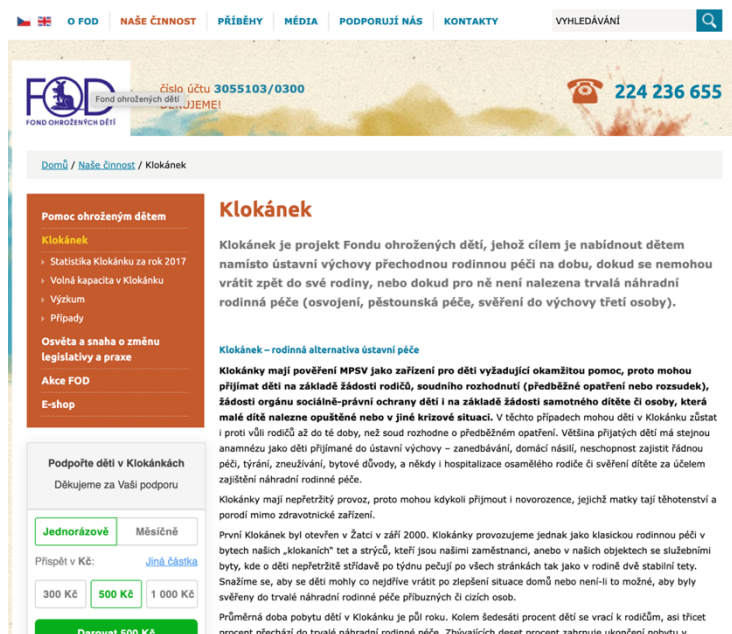 O FOD
NAŠE ČINNOST
PŘÍBĚHY
MÉDIA
PODPORUJÍ NÁS
KONTAKTY
VYHLEDÁVÁNÍ
FOD
FOND OHROŽENÝCH DĚTÍ
Fond ohrožených dětí
číslo účtu 3055103/0300
DĚKUJEME!
224 236 655
Domů / Naše činnost / Klokánek
Pomoc ohroženým dětem
Klokánek
Statistika Klokánku za rok 2017
Volná kapacita v Klokánku
Výzkum
Případy
Osvěta a snaha o změnu
legislativy a praxe
Akce FOD
E-shop
Podpořte děti v Klokánkách
Děkujeme za Vaši podporu
Jednorázově
Měsíčně
Přispět v Kč:
Jiná částka
300 Kč
500 Kč
1 000 Kč
Darovat 500 Kč
Klokánek
Klokánek je projekt Fondu ohrožených dětí, jehož cílem je nabídnout dětem
namísto ústavní výchovy přechodnou rodinnou péči na dobu, dokud se nemohou
vrátit zpět do své rodiny, nebo dokud pro ně není nalezena trvalá náhradní
rodinná péče (osvojení, pěstounská péče, svěření do výchovy třetí osoby).
Klokánek – rodinná alternativa ústavní péče
Klokánky mají pověření MPSV jako zařízení pro děti vyžadující okamžitou pomoc, proto mohou
přijímat děti na základě žádosti rodičů, soudního rozhodnutí (předběžné opatření nebo rozsudek),
žádosti orgánu sociálně-právní ochrany dětí i na základě žádosti samotného dítěte či osoby, která
malé dítě nalezne opuštěné nebo v jiné krizové situaci. V těchto případech mohou děti v Klokánku zůstat
i proti vůli rodičů až do té doby, než soud rozhodne o předběžném opatření. Většina přijatých dětí má stejnou
anamnézu jako děti přijímané do ústavní výchovy – zanedbávání, domácí násilí, neschopnost zajistit řádnou
péči, týrání, zneužívání, bytové důvody, a někdy i hospitalizace osamělého rodiče či svěření dítěte za účelem
zajištění náhradní rodinné péče.
Klokánky mají nepřetržitý provoz, proto mohou kdykoli přijmout i novorozence, jejichž matky tají těhotenství a
porodí mimo zdravotnické zařízení.
První Klokánek byl otevřen v Žatci v září 2000. Klokánky provozujeme jednak jako klasickou rodinnou péči v
bytech našich „klokaních" tet a strýců, kteří jsou našimi zaměstnanci, anebo v našich objektech se služebními
byty, kde o děti nepřetržitě střídavě po týdnu pečují po všech stránkách tak jako v rodině dvě stabilní tety.
Snažíme se, aby se děti mohly co nejdříve vrátit po zlepšení situace domů nebo není-li to možné, aby byly
svěřeny do trvalé náhradní rodinné péče příbuzných či cizích osob.
Průměrná doba pobytu dětí v Klokánku je půl roku. Kolem šedesáti procent dětí se vrací k rodičům, asi třicet
procent přechází do trvalé náhradní rodinné péče. Zbývajících deset procent zahrnuje ukončení pobytu v